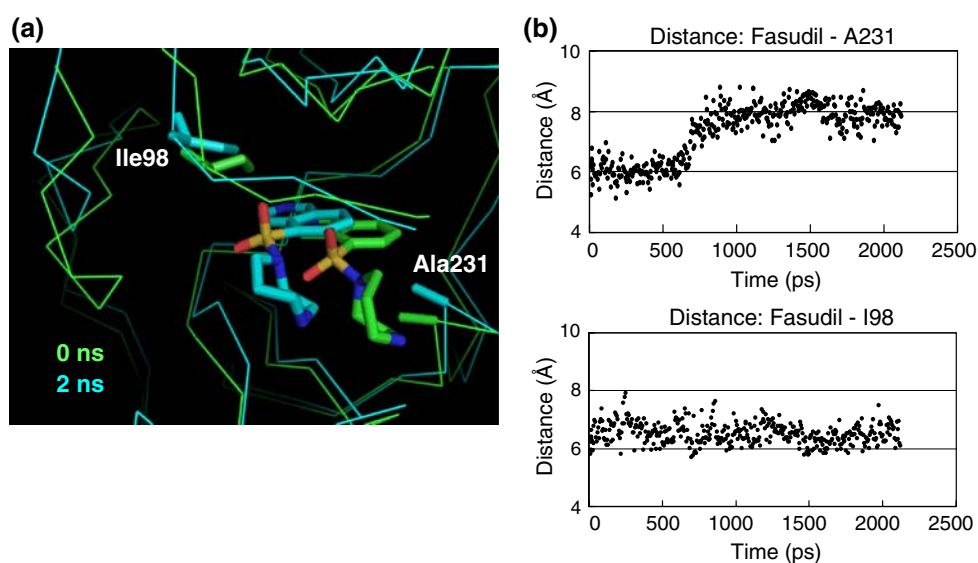 (a)
Ile98
Ala231
0 ns
2 ns
(b)
Distance: Fasudil - A231
10
8
6
4
Distance (Å)
0 500 1000 1500 2000 2500
Time (ps)
Distance: Fasudil - I98
10
8
6
4
Distance (Å)
0 500 1000 1500 2000 2500
Time (ps)